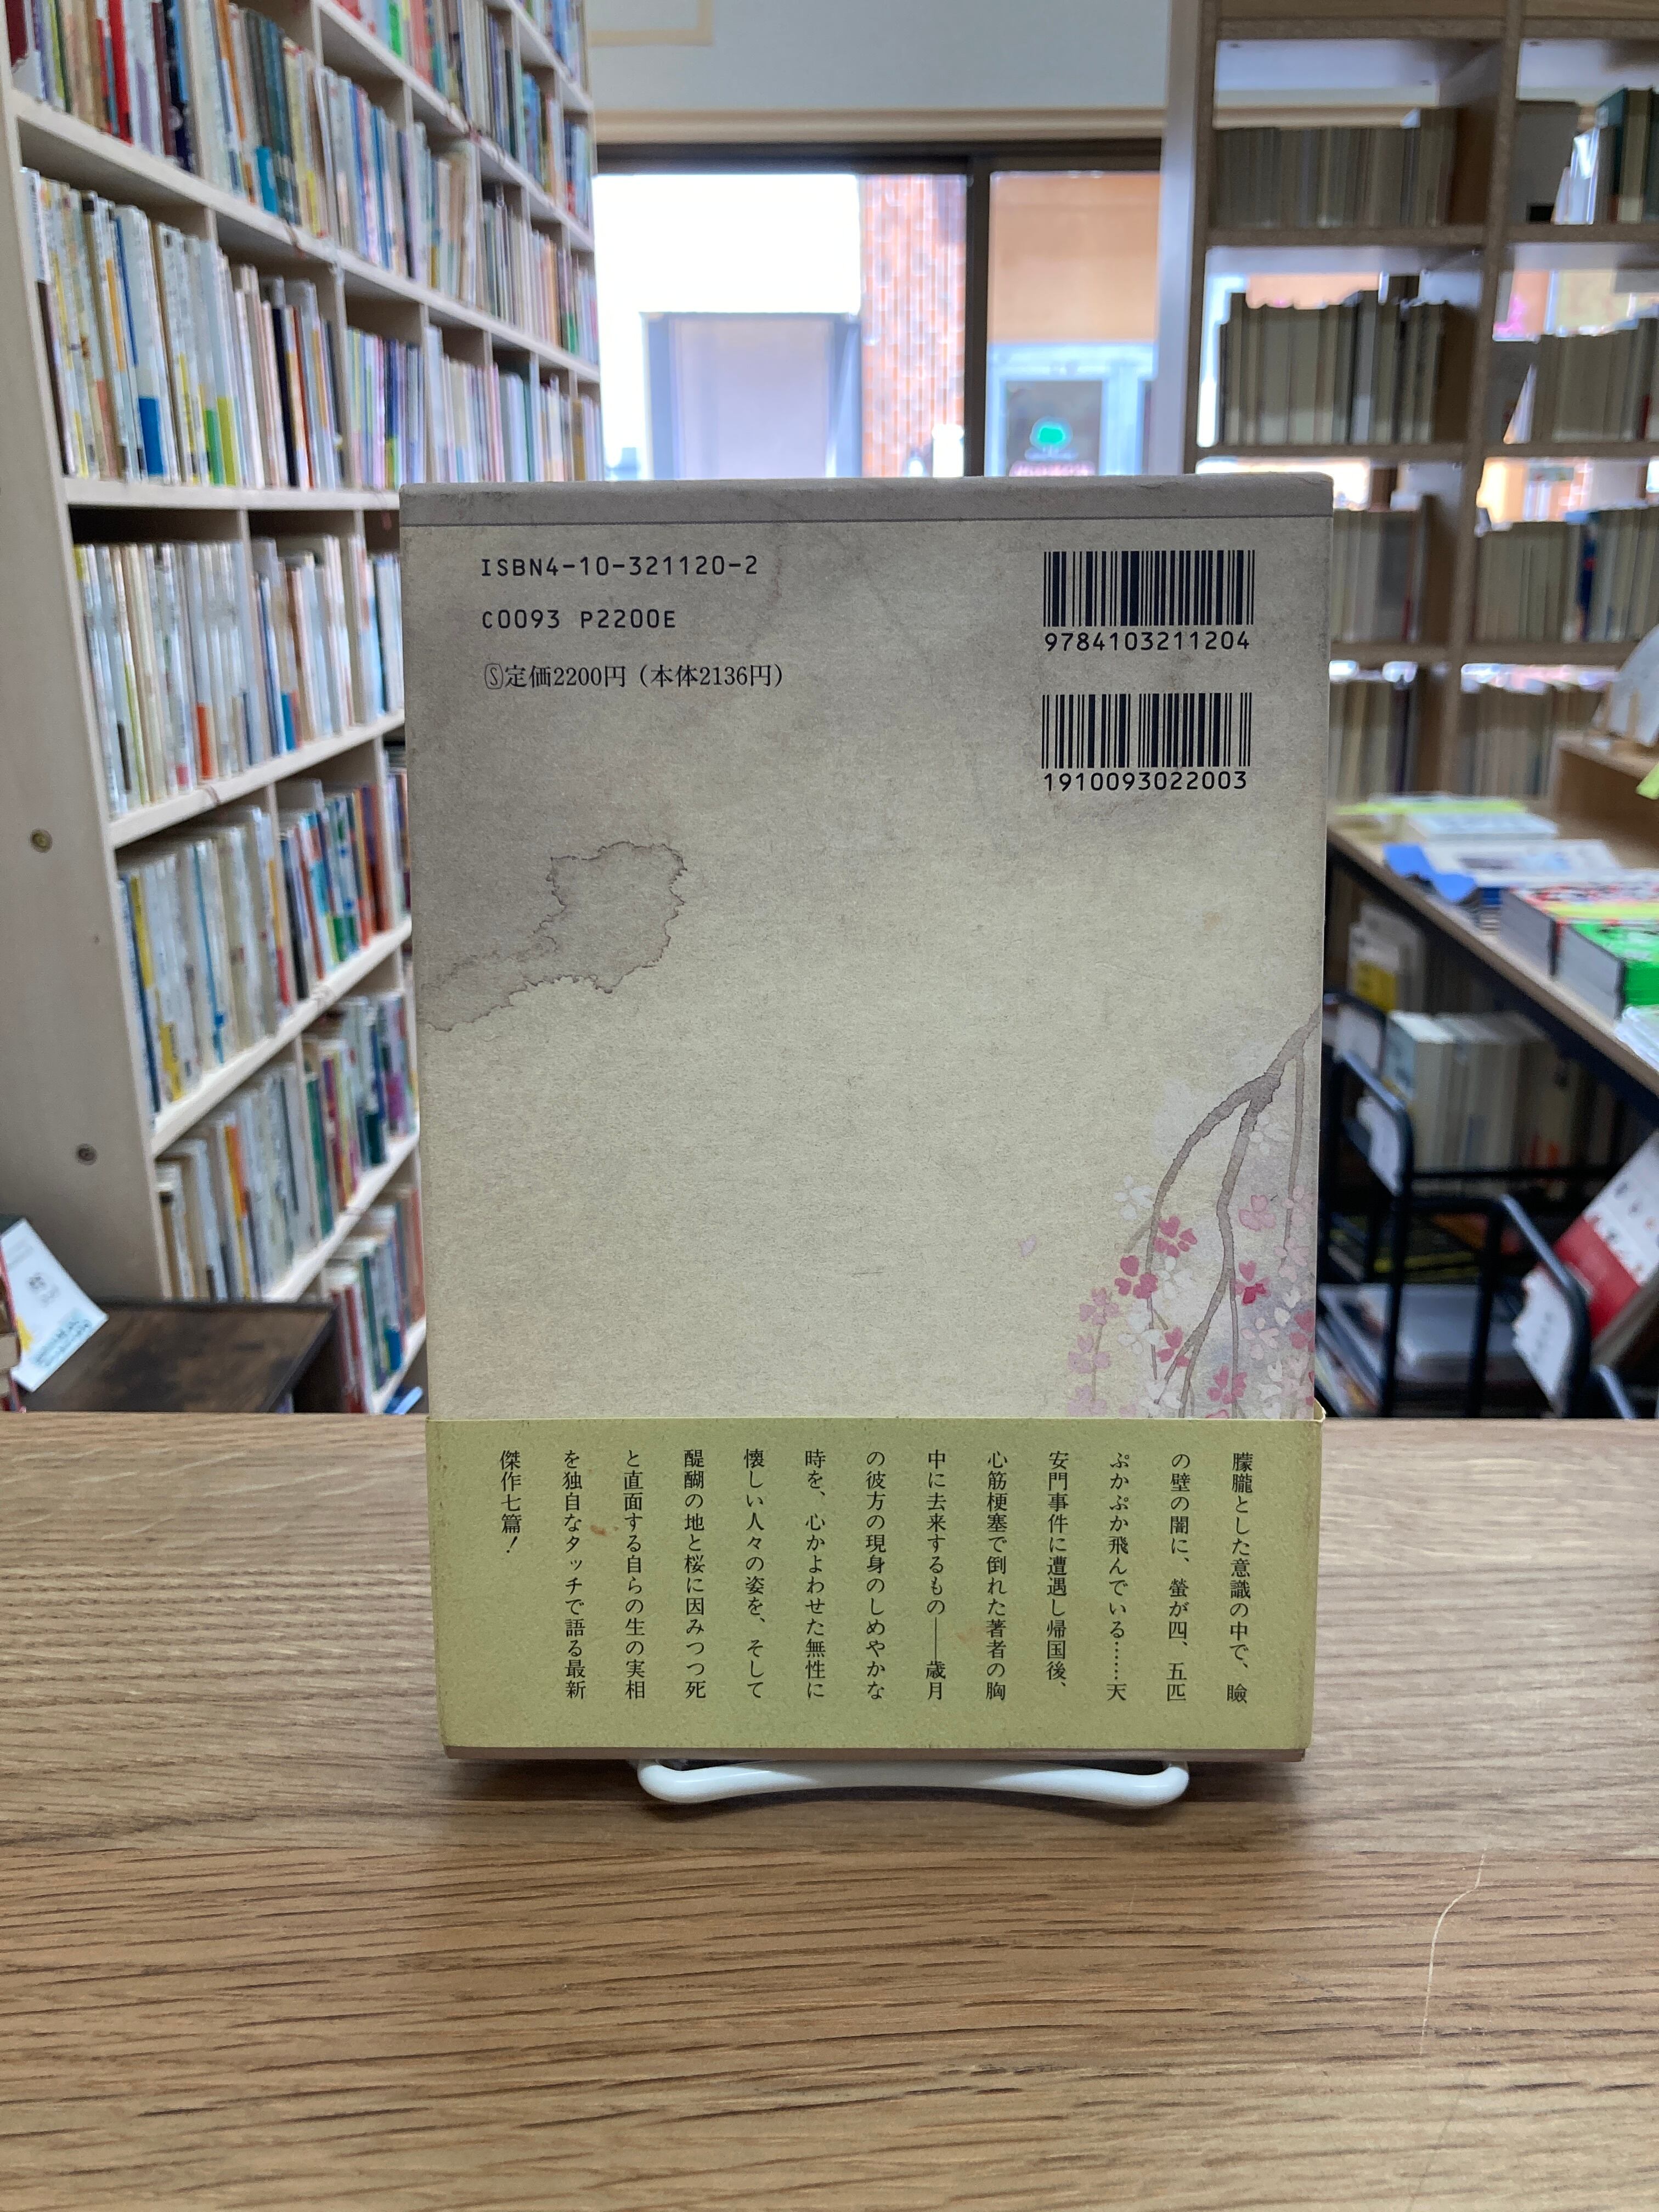 ISBN4-10-321120-2
C0093 P2200E
Ⓢ定価2200円（本体2136円）
9784103211204
1910093022003
朦朧とした意識の中で、瞼
の壁の闇に、螢が四、五匹
ぷかぷか飛んでいる……天
安門事件に遭遇し帰国後、
心筋梗塞で倒れた著者の胸
中に去来するもの――歳月
の彼方の現身のしめやかな
時を、心かよわせた無性に
懐しい人々の姿を、そして
醍醐の地と桜に因みつつ死
と直面する自らの生の実相
を独自なタッチで語る最新
傑作七篇！